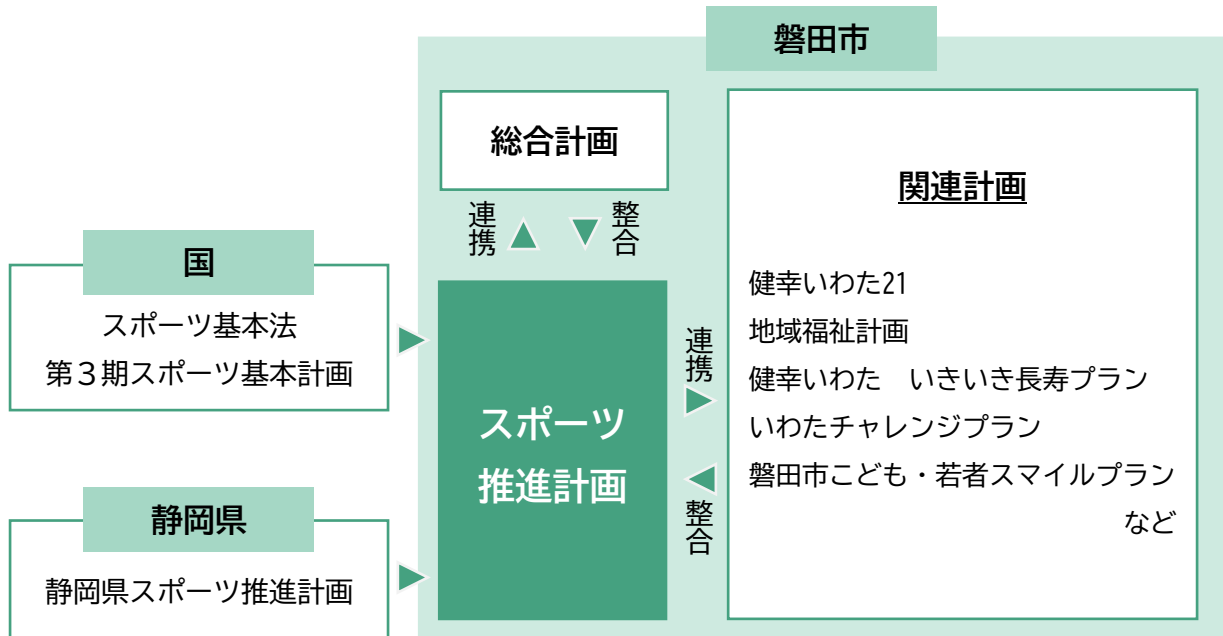 磐田市
総合計画
連携
整合
国
スポーツ基本法
第３期スポーツ基本計画
静岡県
静岡県スポーツ推進計画
スポーツ
推進計画
連携
整合
関連計画
健幸いわた21
地域福祉計画
健幸いわた　いきいき長寿プラン
いわたチャレンジプラン
磐田市こども・若者スマイルプラン
など